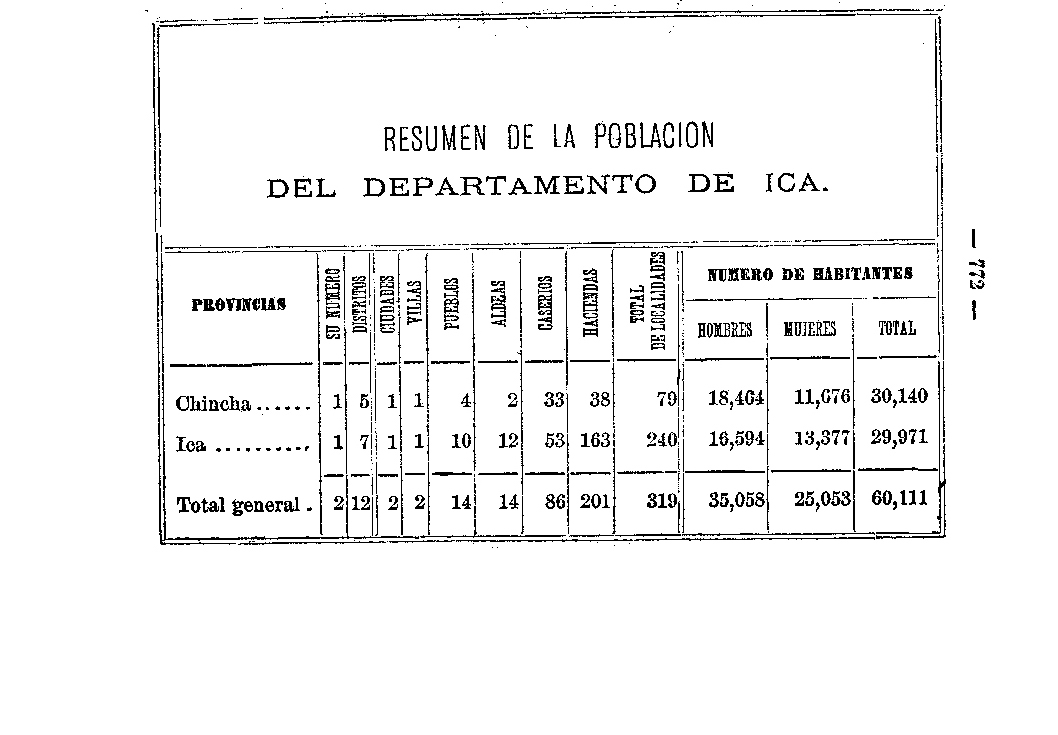 RESUMEN DE LA POBLACION
DEL DEPARTAMENTO DE ICA.
PROVINCIAS SU NUMERO DISTRITOS CIUDADES VILLAS PUEBLOS ALDEAS CASERIOS HACIENDAS TOTAL DE LOCALIDADES NUMERO DE HABITANTES
HOMBRES MUJERES TOTAL
Chincha ...... 1 5 1 1 4 2 33 38 79 18,464 11,676 30,140
Ica .......... 1 7 1 1 10 12 53 163 240 16,594 13,377 29,971
Total general . 2 12 2 2 14 14 86 201 319 35,058 25,053 60,111